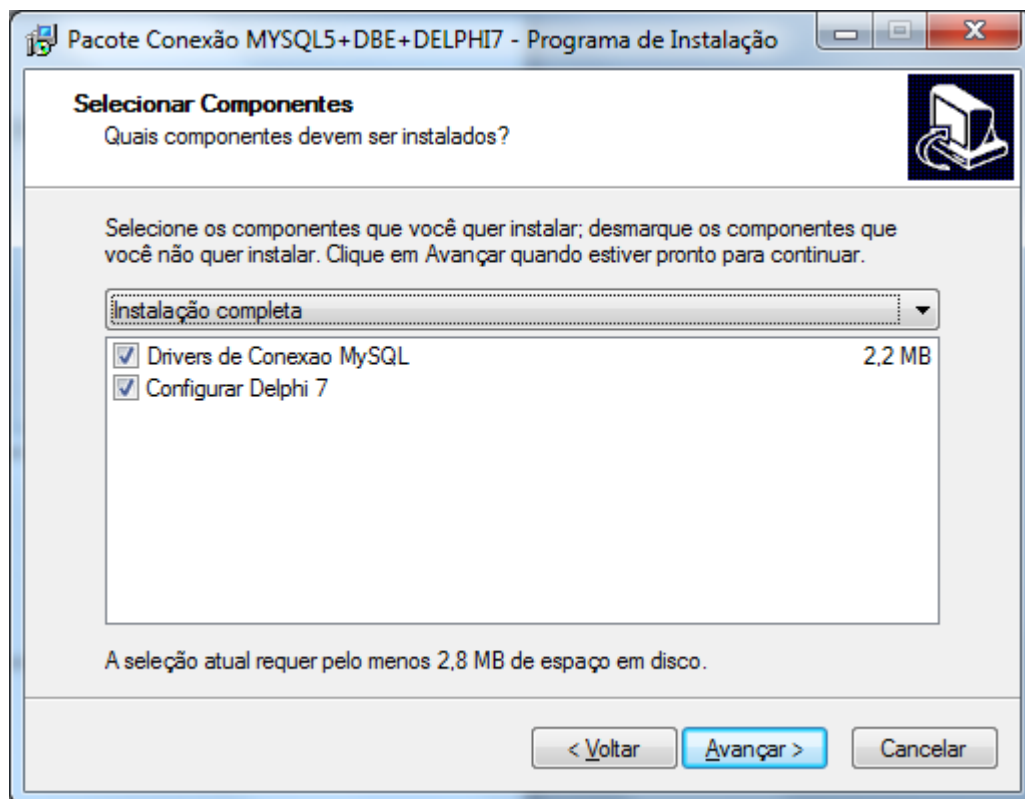 Pacote Conexão MYSQL5+DBE+DELPHI7 - Programa de Instalação
Selecionar Componentes
Quais componentes devem ser instalados?
Selecione os componentes que você quer instalar; desmarque os componentes que
você não quer instalar. Clique em Avançar quando estiver pronto para continuar.
Instalação completa
Drivers de Conexao MySQL 2,2 MB
Configurar Delphi 7
A seleção atual requer pelo menos 2,8 MB de espaço em disco.
< Voltar Avançar > Cancelar